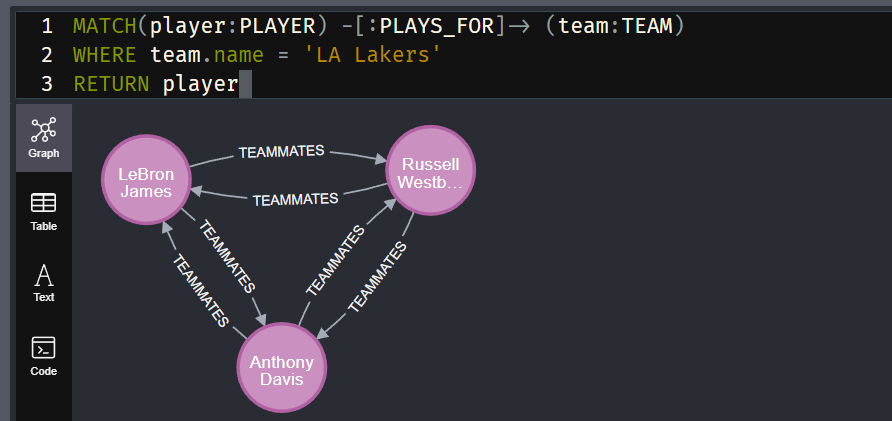 1 MATCH(player:PLAYER) -[:PLAYS_FOR]-> (team:TEAM)
2 WHERE team.name = 'LA Lakers'
3 RETURN player
Graph
Table
Text
Code
LeBron
James
TEAMMATES
TEAMMATES
Russell
Westb...
TEAMMATES
TEAMMATES
TEAMMATES
TEAMMATES
Anthony
Davis